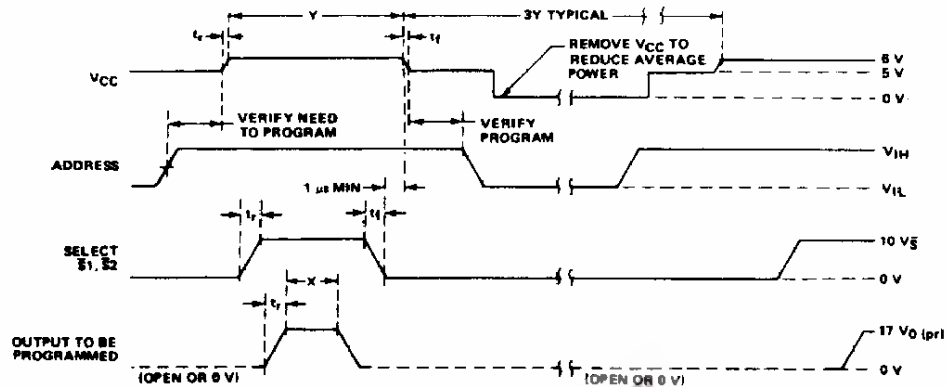 Y
3Y TYPICAL
tr
tf
VCC
REMOVE VCC TO
REDUCE AVERAGE
POWER
6 V
5 V
0 V
VERIFY NEED
TO PROGRAM
VERIFY
PROGRAM
ADDRESS
VIH
VIL
1 µs MIN
tr
tf
SELECT
S̅1, S̅2
10 VS̅
0 V
X
tr
OUTPUT TO BE
PROGRAMMED
17 VO (pr)
0 V
(OPEN OR 0 V)
(OPEN OR 0 V)